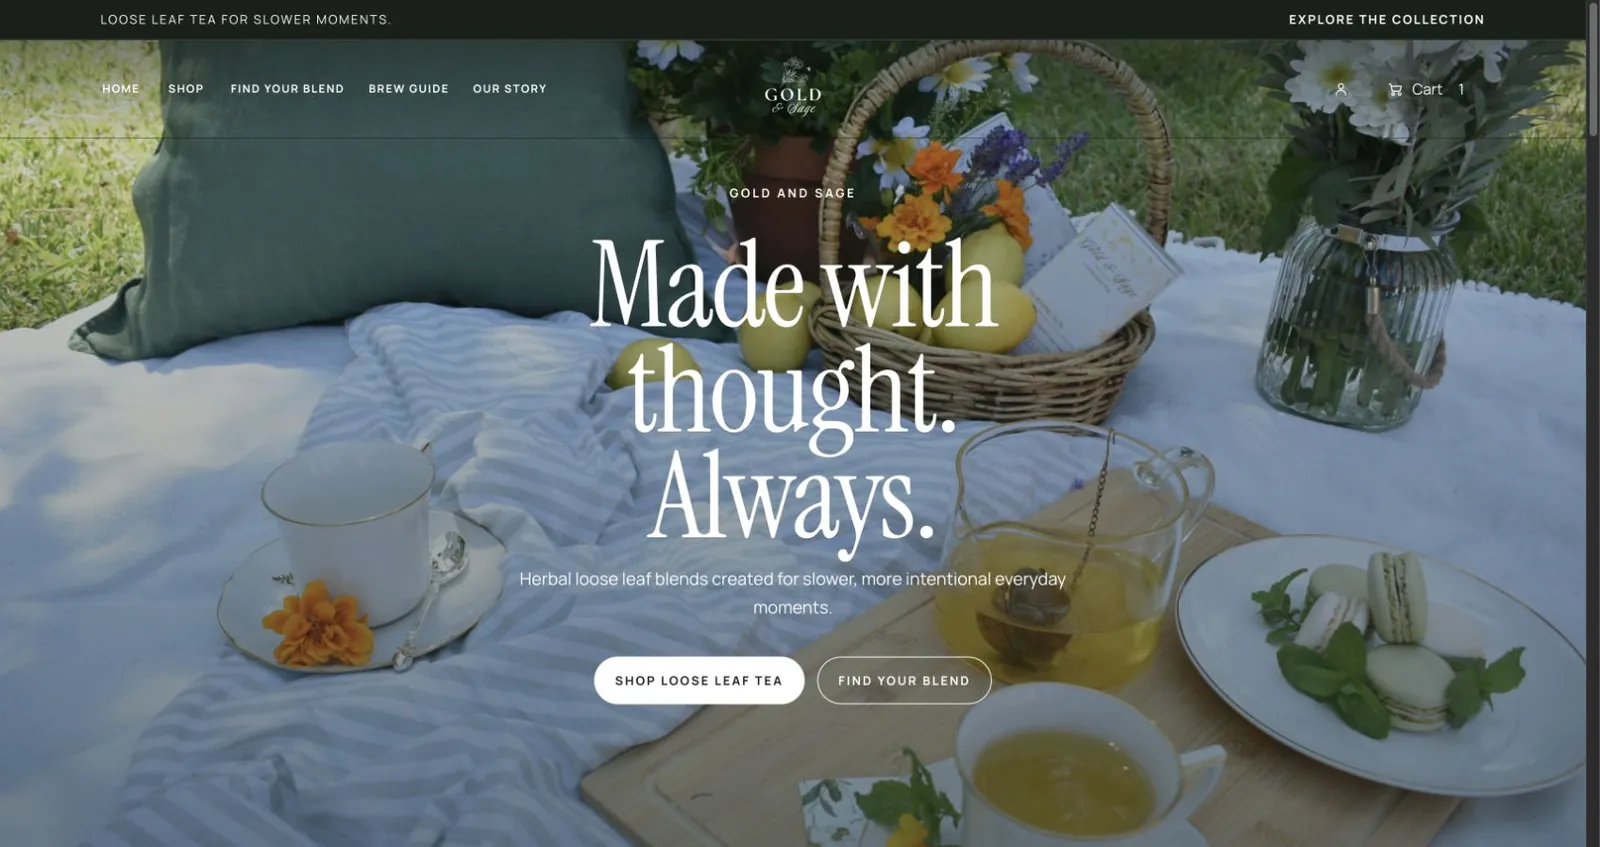 LOOSE LEAF TEA FOR SLOWER MOMENTS.
EXPLORE THE COLLECTION
HOME
SHOP
FIND YOUR BLEND
BREW GUIDE
OUR STORY
GOLD
& Sage
Cart 1
GOLD AND SAGE
Made with
thought.
Always.
Gold & Sage
Herbal loose leaf blends created for slower, more intentional everyday
moments.
SHOP LOOSE LEAF TEA
FIND YOUR BLEND